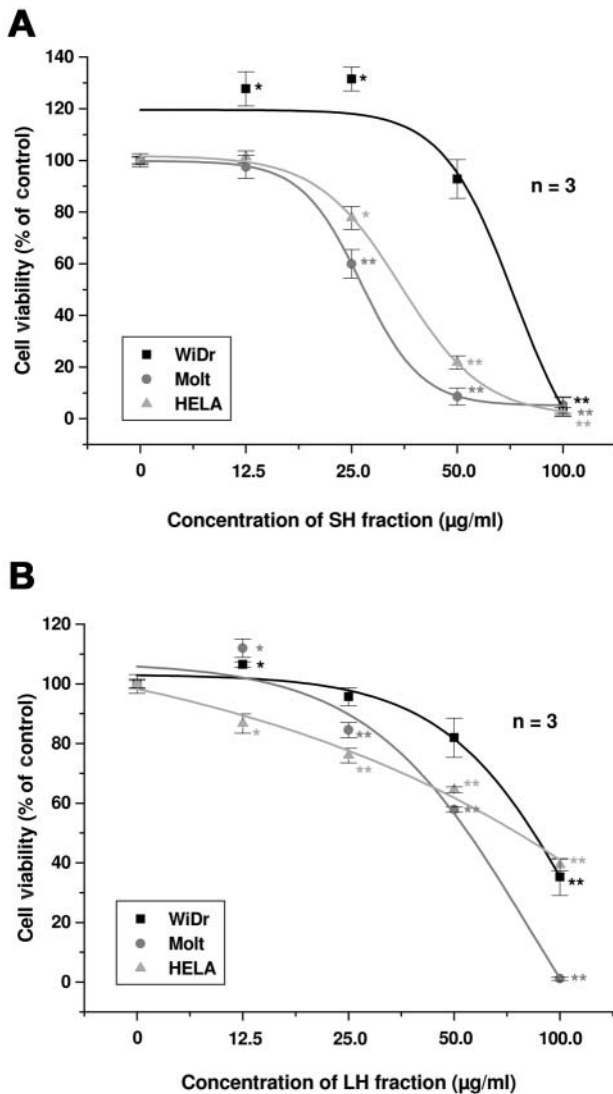 A
140
120
100
80
60
40
20
0
Cell viability (% of control)
*
*
n = 3
*
**
**
**
**
**
**
WiDr
Molt
HELA
0 12.5 25.0 50.0 100.0
Concentration of SH fraction (µg/ml)
B
120
100
80
60
40
20
0
Cell viability (% of control)
*
*
*
n = 3
**
**
**
**
**
**
**
WiDr
Molt
HELA
0 12.5 25.0 50.0 100.0
Concentration of LH fraction (µg/ml)